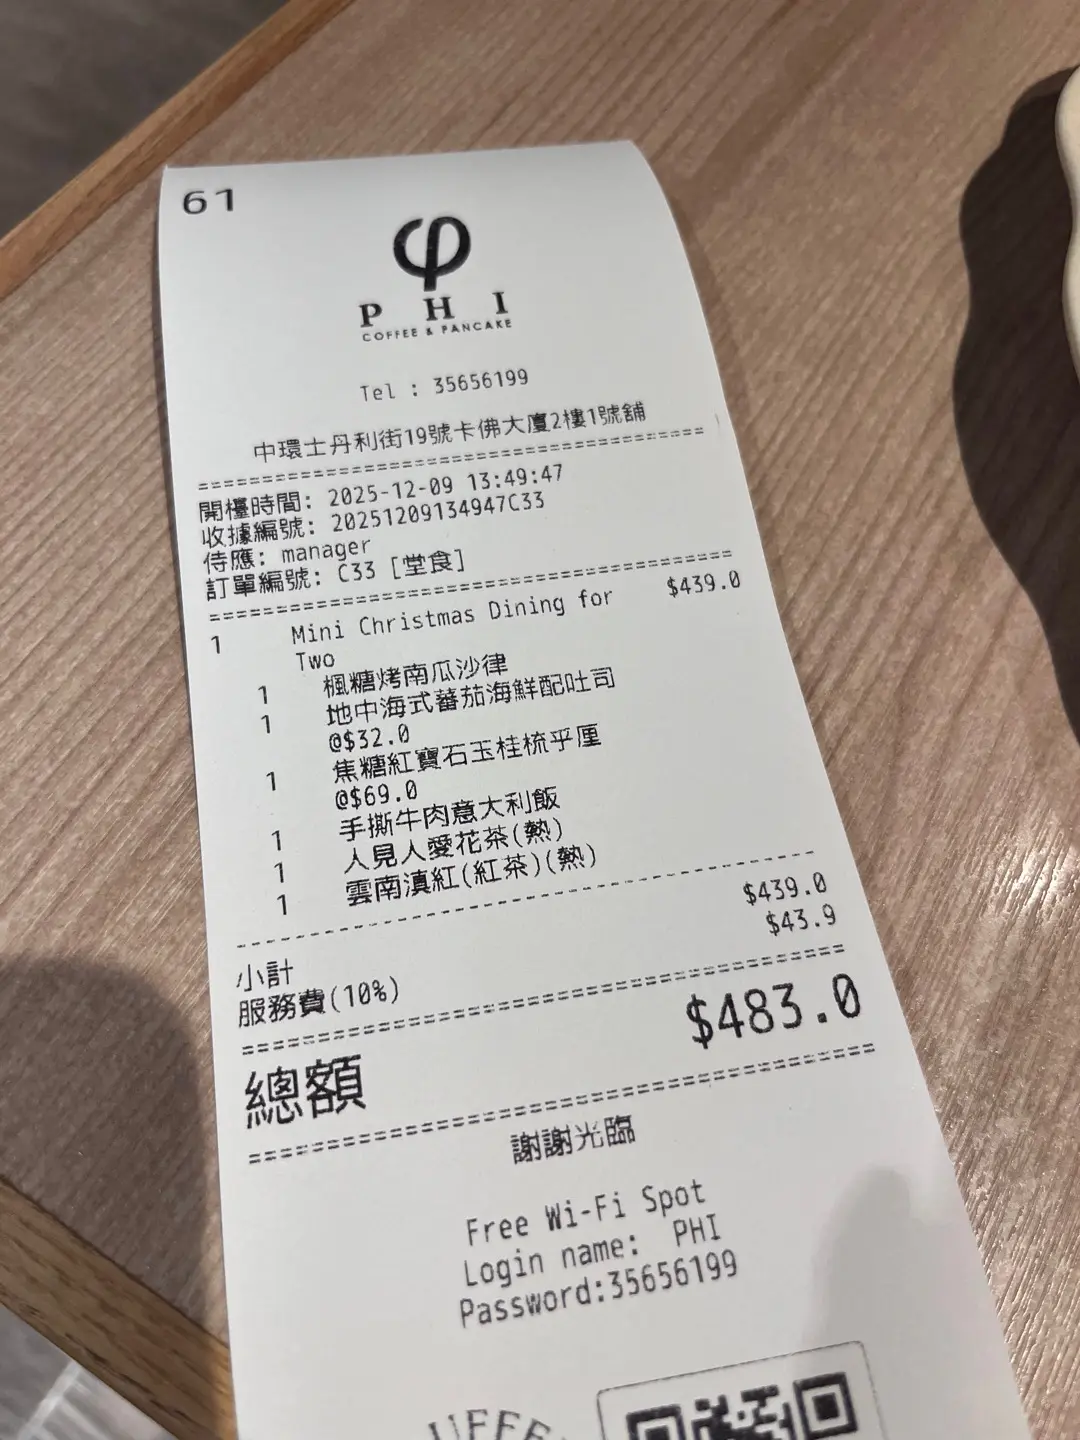 61
φ
PHI
COFFEE & PANCAKE
Tel : 35656199
中環士丹利街19號卡佛大廈2樓1號舖
開檯時間: 2025-12-09 13:49:47
收據編號: 20251209134947C33
侍應: manager
訂單編號: C33 [堂食]
1 Mini Christmas Dining for $439.0
Two
1 楓糖烤南瓜沙律
1 地中海式蕃茄海鮮配吐司
@$32.0
1 焦糖紅寶石玉桂梳乎厘
@$69.0
1 手撕牛肉意大利飯
1 人見人愛花茶(熱)
1 雲南滇紅(紅茶)(熱)
小計 $439.0
服務費(10%) $43.9
總額 $483.0
謝謝光臨
Free Wi-Fi Spot
Login name: PHI
Password:35656199